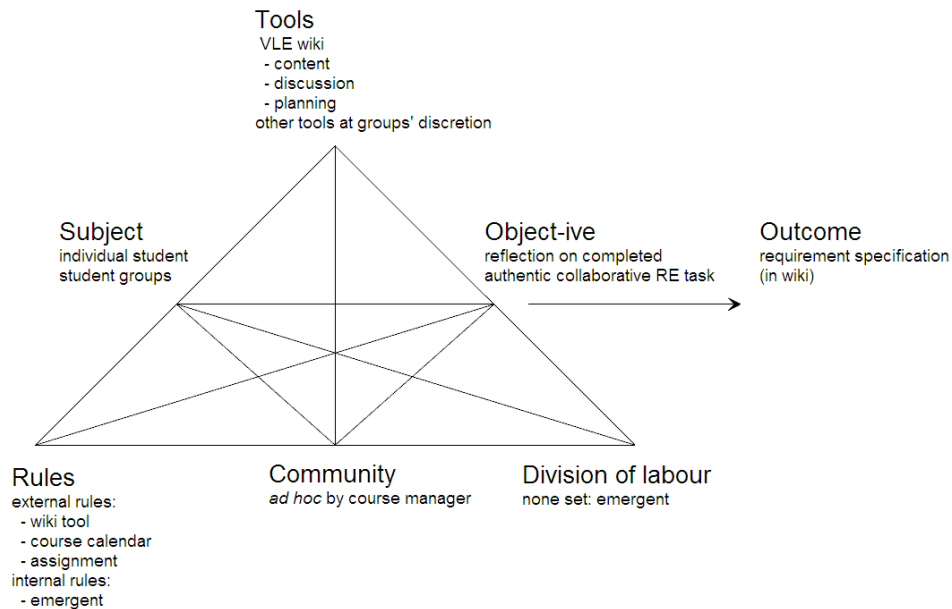 Tools
VLE wiki
- content
- discussion
- planning
other tools at groups' discretion
Subject
individual student
student groups
Object-ive
reflection on completed
authentic collaborative RE task
Outcome
requirement specification
(in wiki)
Rules
external rules:
- wiki tool
- course calendar
- assignment
internal rules:
- emergent
Community
ad hoc by course manager
Division of labour
none set: emergent